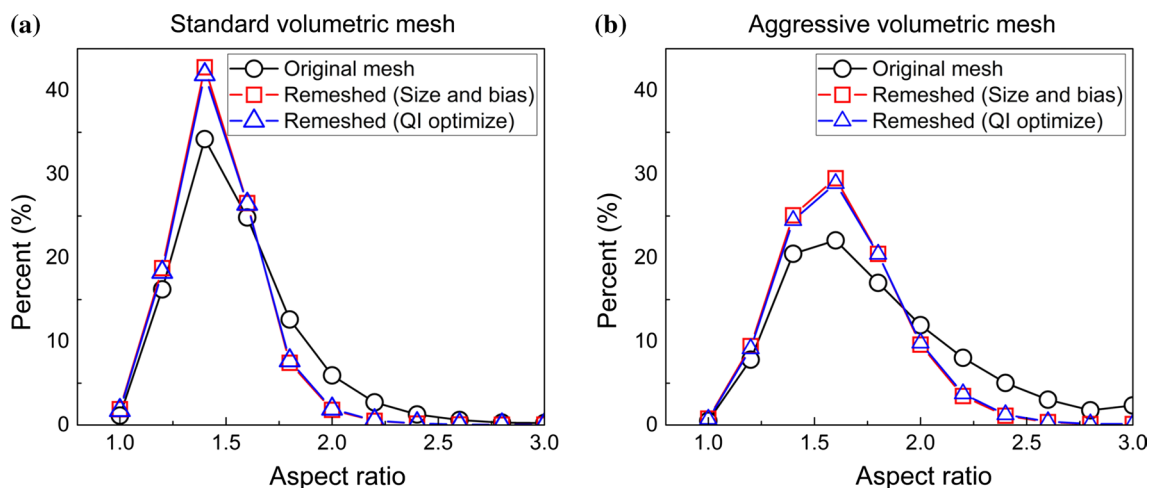 (a) Standard volumetric mesh
Original mesh
Remeshed (Size and bias)
Remeshed (QI optimize)
Percent (%)
40
30
20
10
0
1.0 1.5 2.0 2.5 3.0
Aspect ratio
(b) Aggressive volumetric mesh
Original mesh
Remeshed (Size and bias)
Remeshed (QI optimize)
Percent (%)
40
30
20
10
0
1.0 1.5 2.0 2.5 3.0
Aspect ratio